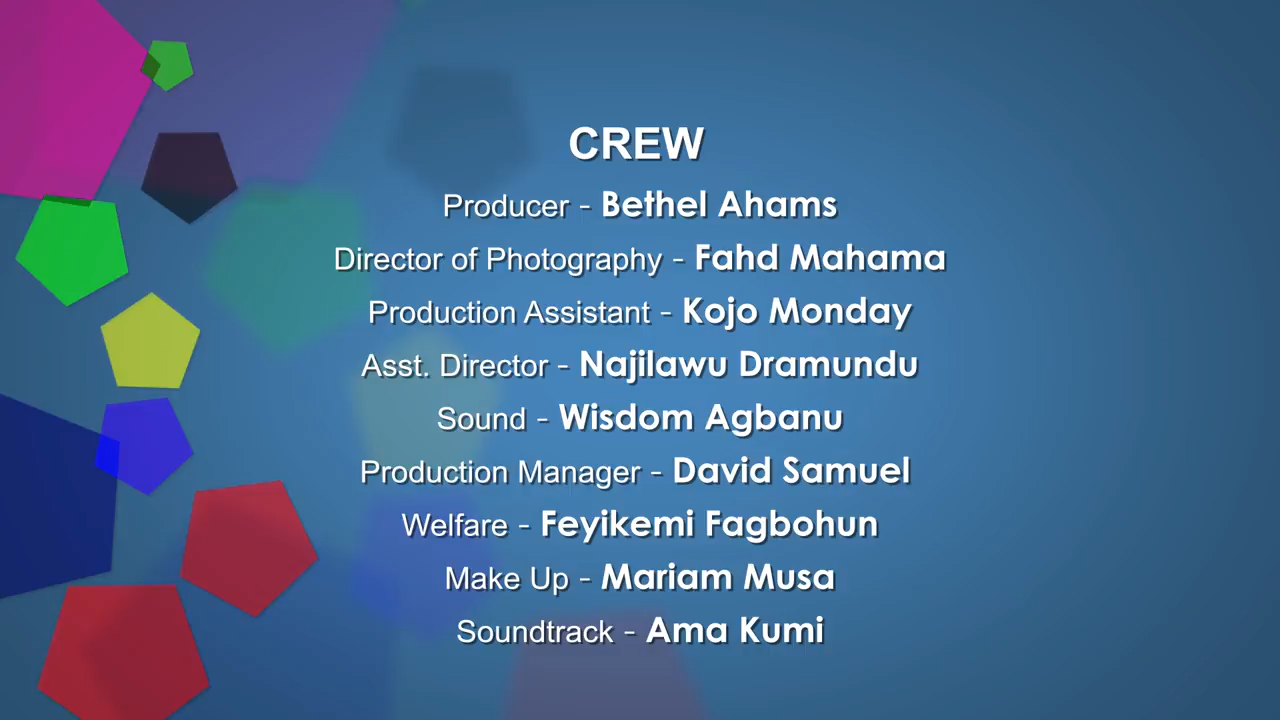 CREW
Producer - Bethel Ahams
Director of Photography - Fahd Mahama
Production Assistant - Kojo Monday
Asst. Director - Najilawu Dramundu
Sound - Wisdom Agbanu
Production Manager - David Samuel
Welfare - Feyikemi Fagbohun
Make Up - Mariam Musa
Soundtrack - Ama Kumi